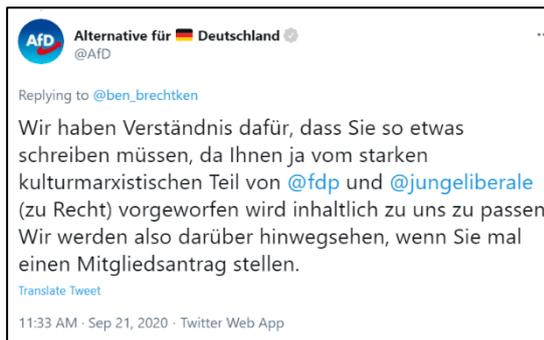 AfD
Alternative für Deutschland
@AfD
Replying to @ben_brechtken
Wir haben Verständnis dafür, dass Sie so etwas
schreiben müssen, da Ihnen ja vom starken
kulturmarxistischen Teil von @fdp und @jungeliberale
(zu Recht) vorgeworfen wird inhaltlich zu uns zu passen
Wir werden also darüber hinwegsehen, wenn Sie mal
einen Mitgliedsantrag stellen.
Translate Tweet
11:33 AM · Sep 21, 2020 · Twitter Web App